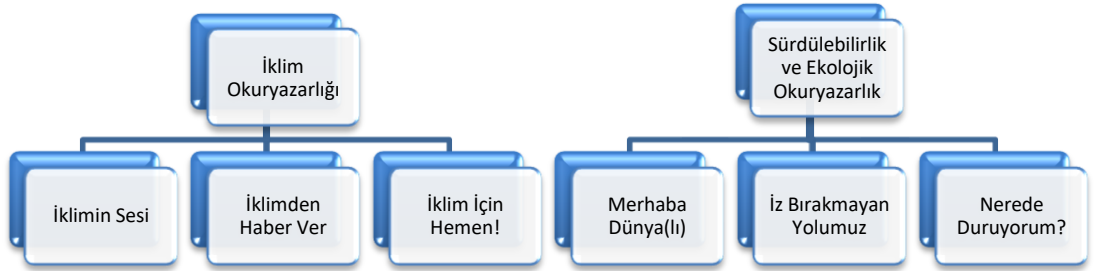 İklim
Okuryazarlığı
Sürdülebilirlik
ve Ekolojik
Okuryazarlık
İklimin Sesi
İklimden
Haber Ver
İklim İçin
Hemen!
Merhaba
Dünya(lı)
İz Bırakmayan
Yolumuz
Nerede
Duruyorum?